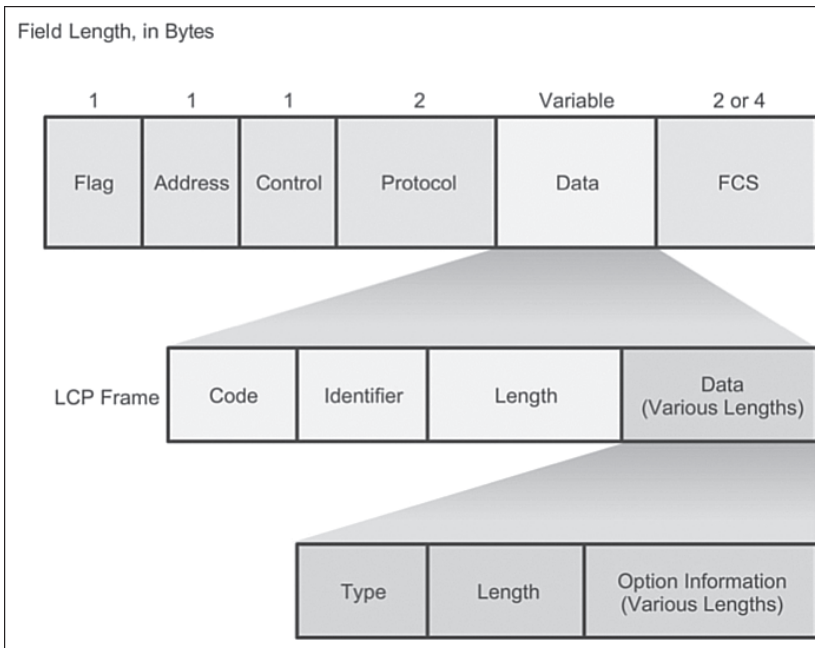 Field Length, in Bytes
1 1 1 2 Variable 2 or 4
Flag Address Control Protocol Data FCS
LCP Frame Code Identifier Length Data
(Various Lengths)
Type Length Option Information
(Various Lengths)